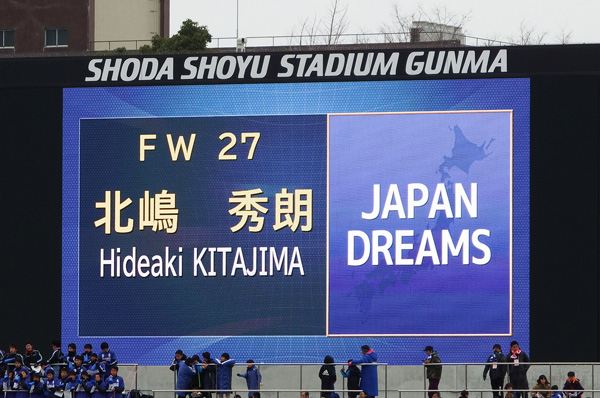 SHODA SHOYU STADIUM GUNMA
FW 27
北嶋 秀朗
Hideaki KITAJIMA
JAPAN
DREAMS